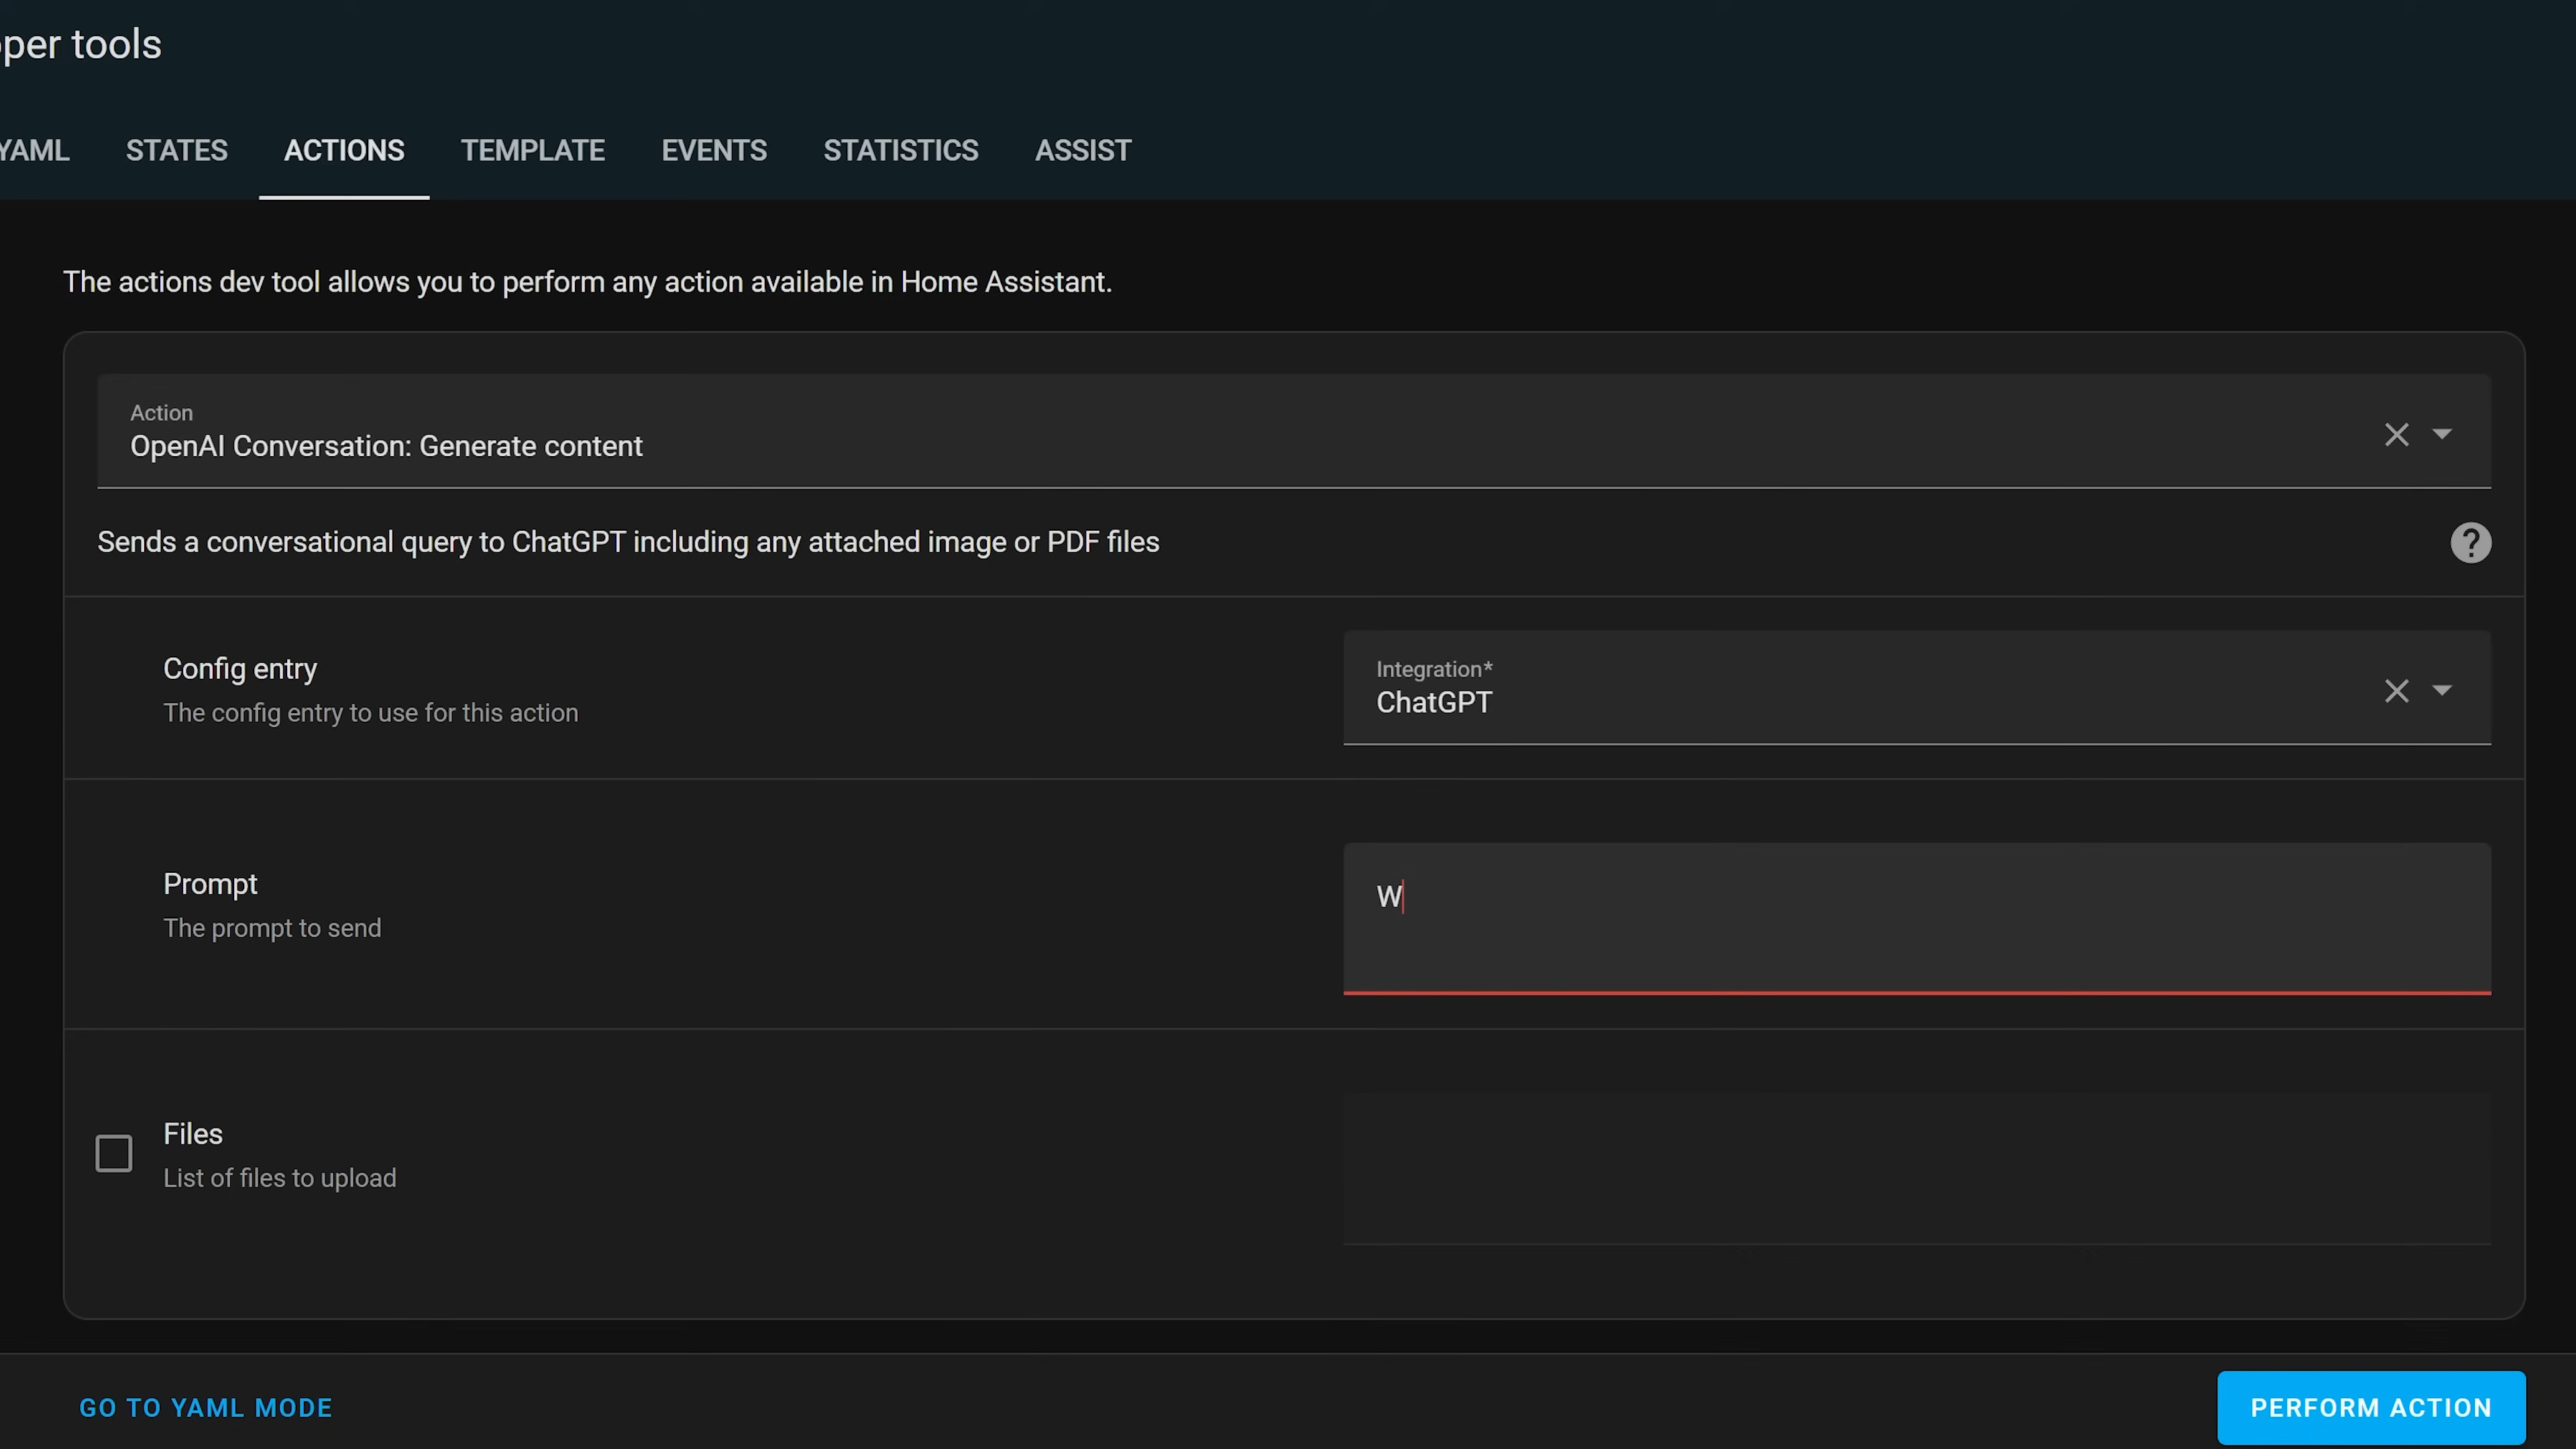 oper tools
YAML STATES ACTIONS TEMPLATE EVENTS STATISTICS ASSIST
The actions dev tool allows you to perform any action available in Home Assistant.
Action
OpenAI Conversation: Generate content
Sends a conversational query to ChatGPT including any attached image or PDF files
Config entry
The config entry to use for this action
Integration*
ChatGPT
Prompt
The prompt to send
W
Files
List of files to upload
GO TO YAML MODE
PERFORM ACTION